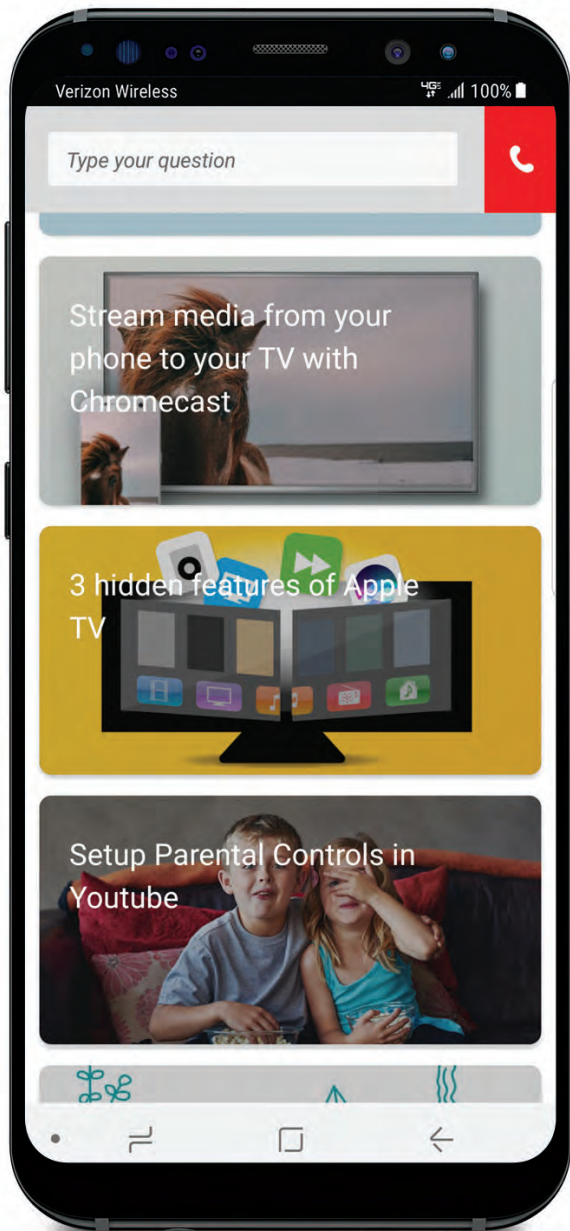 Verizon Wireless 4GE 100%
Type your question
Stream media from your
phone to your TV with
Chromecast
3 hidden features of Apple
TV
Setup Parental Controls in
Youtube